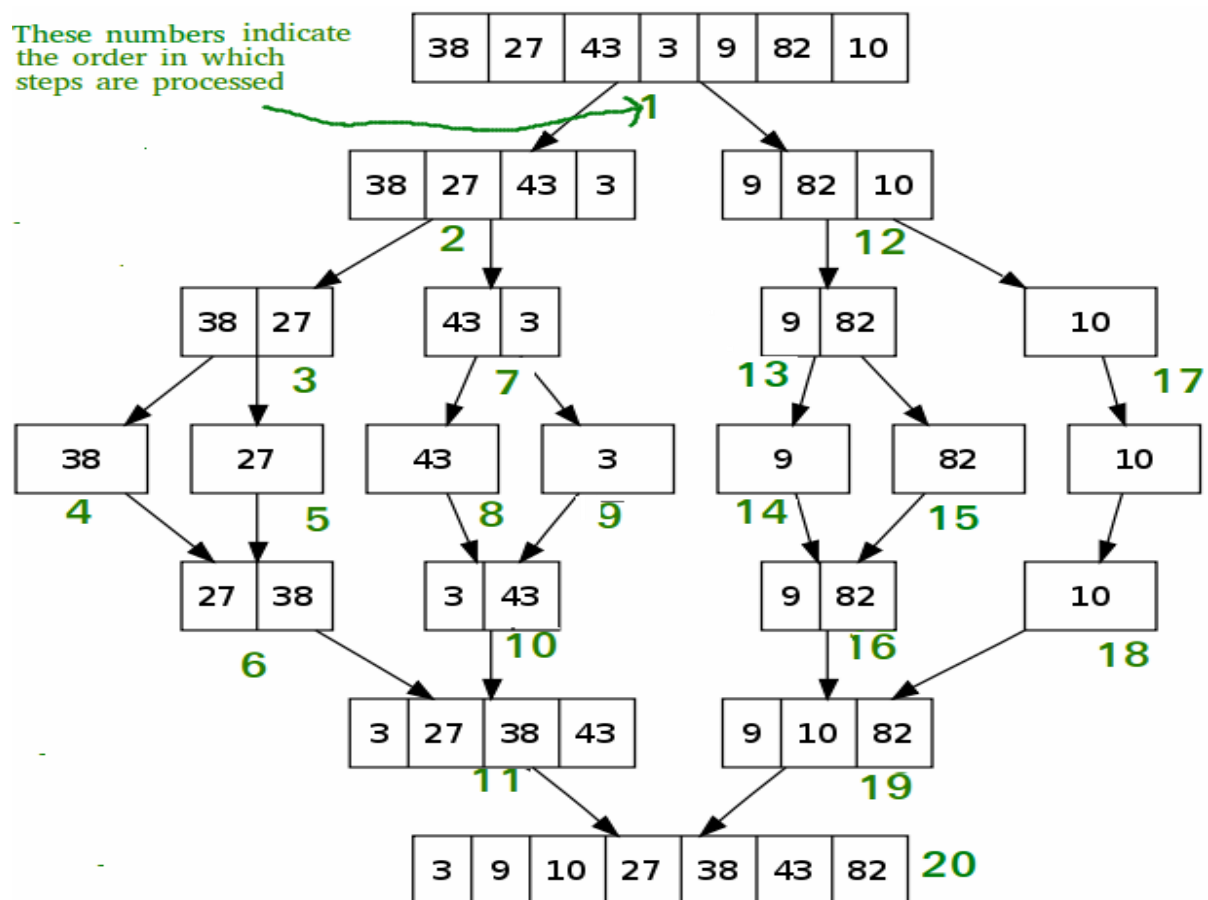 These numbers indicate
the order in which
steps are processed
38 27 43 3 9 82 10
1
38 27 43 3 9 82 10
2 12
38 27 43 3 9 82 10
3 7 13 17
38 27 43 3 9 82 10
4 5 8 9 14 15
27 38 3 43 9 82 10
6 10 16 18
3 27 38 43 9 10 82
11 19
3 9 10 27 38 43 82 20